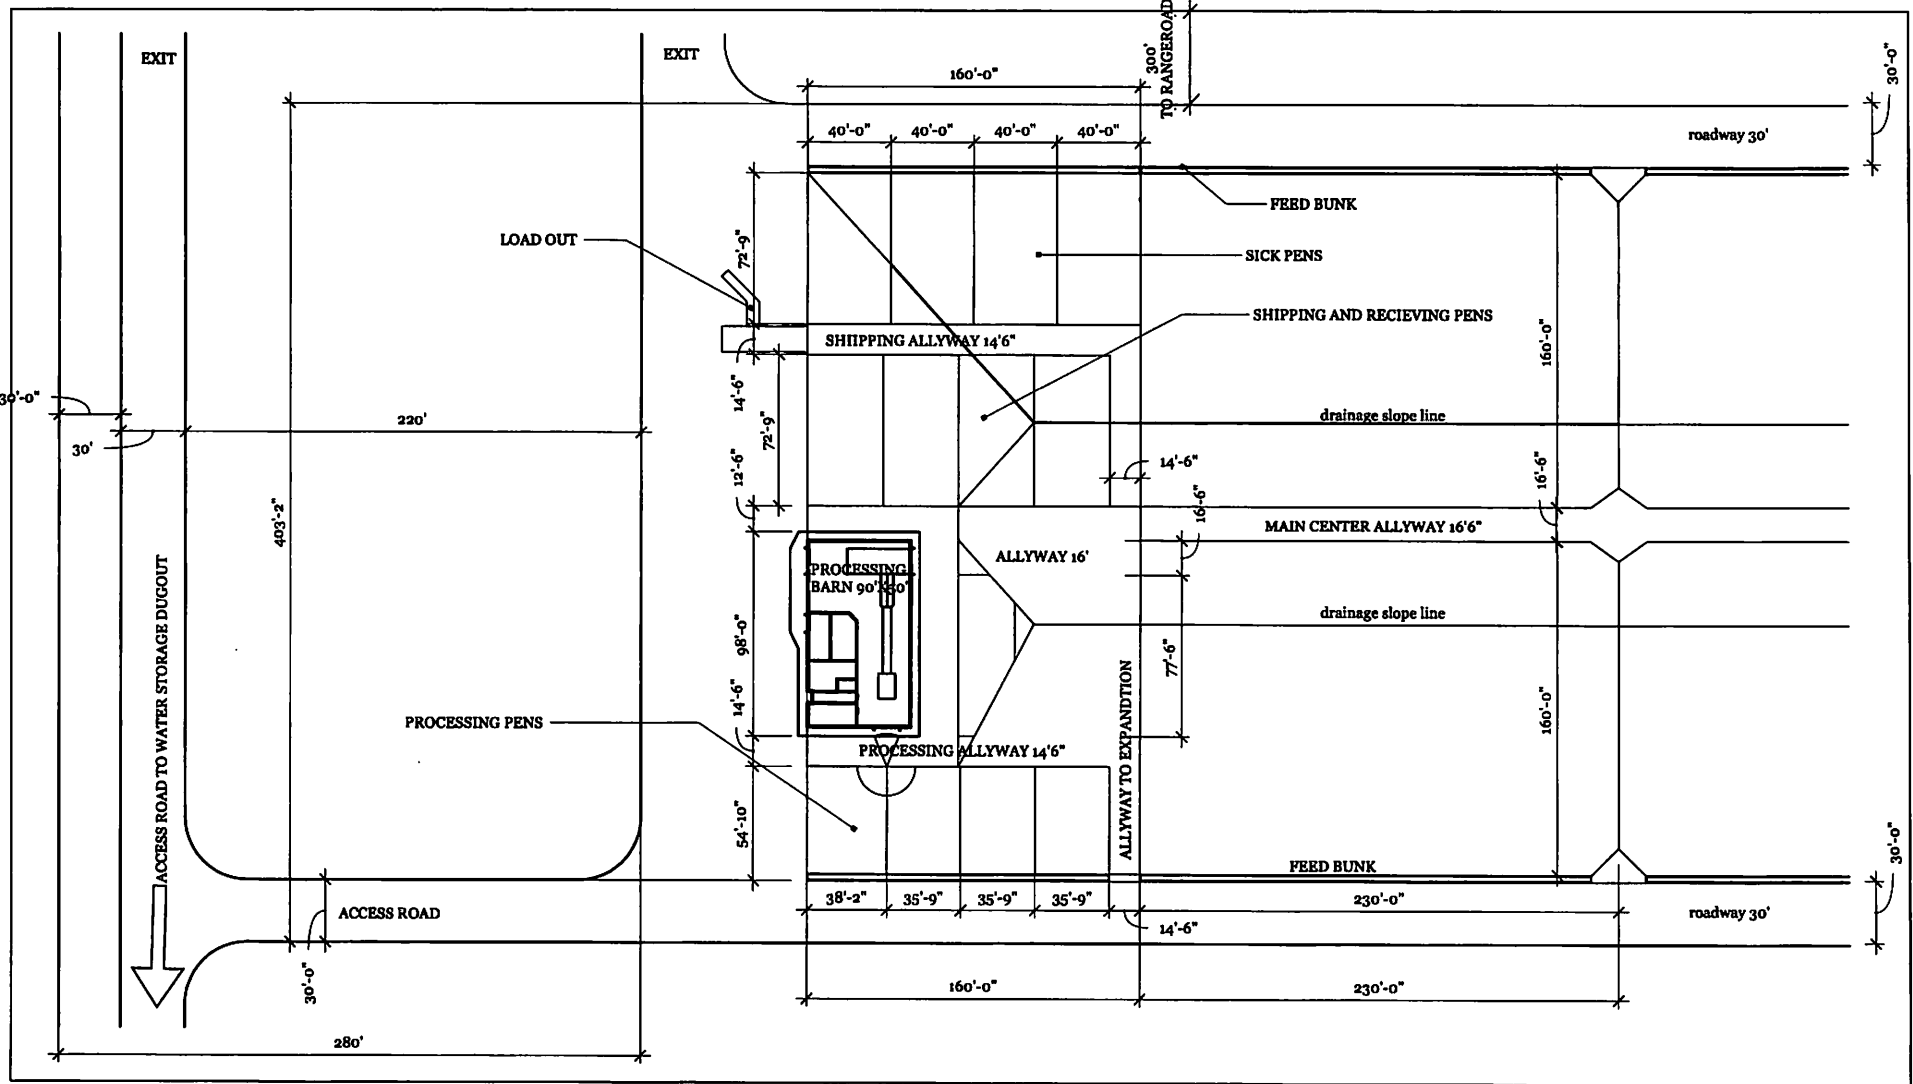 EXIT
EXIT
160'-0"
300'
TO RANGEROAD
30'-0"
40'-0"
40'-0"
40'-0"
40'-0"
roadway 30'
FEED BUNK
LOAD OUT
72'-9"
SICK PENS
SHIPPING AND RECIEVING PENS
SHIIPPING ALLYWAY 14'6"
160'-0"
14'-6"
30'-0"
220'
72'-9"
drainage slope line
30'
12'-6"
14'-6"
16'-6"
16'-6"
403'-2"
MAIN CENTER ALLYWAY 16'6"
ALLYWAY 16'
PROCESSING
BARN 90'X50'
drainage slope line
98'-0"
77'-6"
ACCESS ROAD TO WATER STORAGE DUGOUT
14'-6"
160'-0"
PROCESSING PENS
PROCESSING ALLYWAY 14'6"
ALLYWAY TO EXPANDTION
54'-10"
FEED BUNK
30'-0"
38'-2"
35'-9"
35'-9"
35'-9"
230'-0"
ACCESS ROAD
roadway 30'
14'-6"
30'-0"
160'-0"
230'-0"
280'